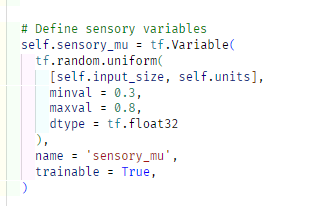 # Define sensory variables
self.sensory_mu = tf.Variable(
tf.random.uniform(
[self.input_size, self.units],
minval = 0.3,
maxval = 0.8,
dtype = tf.float32
),
name = 'sensory_mu',
trainable = True,
)